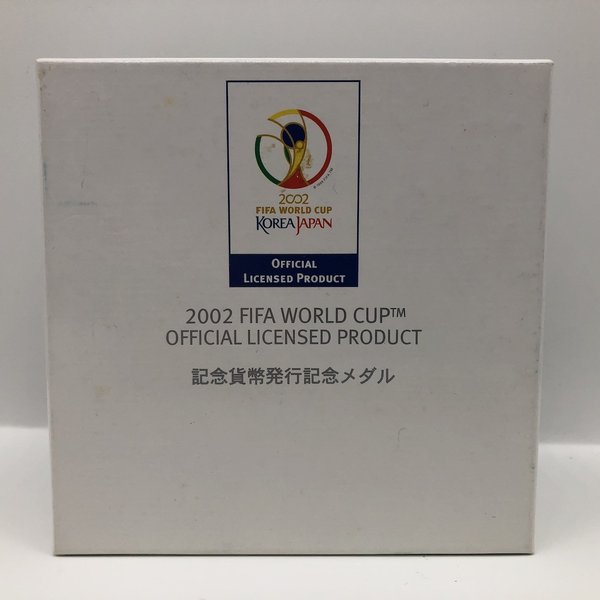 2002
FIFA WORLD CUP
KOREA JAPAN
OFFICIAL
LICENSED PRODUCT
2002 FIFA WORLD CUP™
OFFICIAL LICENSED PRODUCT
記念貨幣発行記念メダル